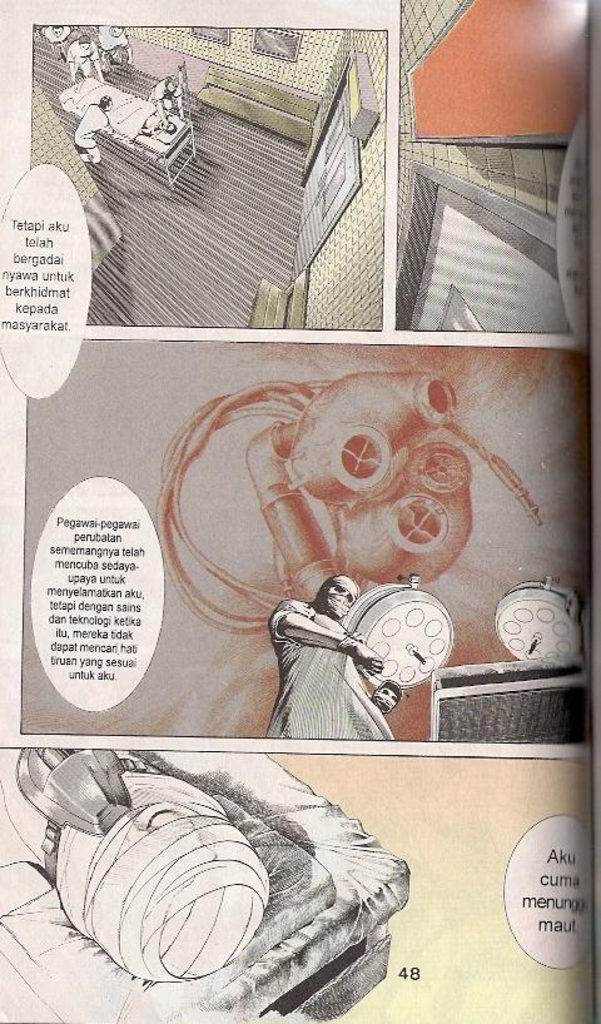 Tetapi aku
telah
bergadai
nyawa untuk
berkhidmat
kepada
masyarakat.
Pegawai-pegawai
perubatan
sememangnya telah
mencuba sedaya-
upaya untuk
menyelamatkan aku,
tetapi dengan sains
dan teknologi ketika
itu, mereka tidak
dapat mencari hati
tiruan yang sesuai
untuk aku.
Aku
cuma
menunggu
maut.
48